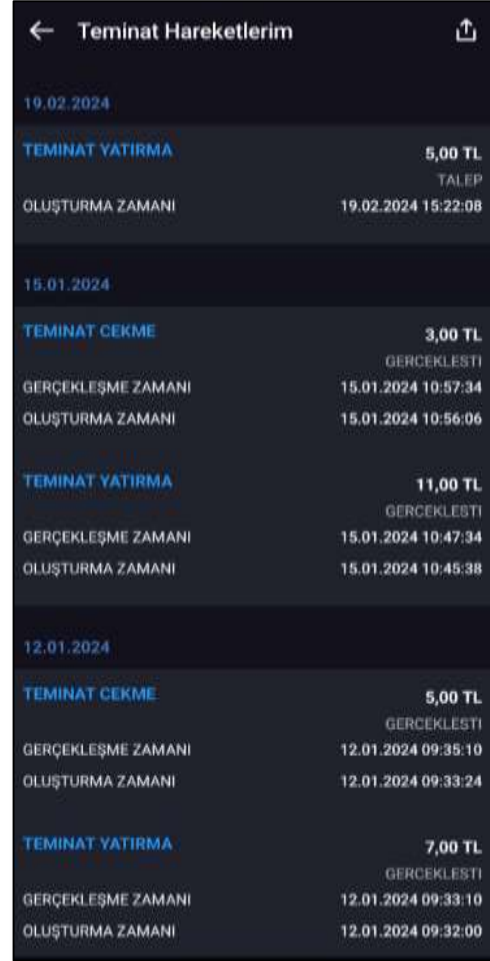 Teminat Hareketlerim
19.02.2024
TEMINAT YATIRMA 5,00 TL
TALEP
OLUŞTURMA ZAMANI 19.02.2024 15:22:08
15.01.2024
TEMINAT CEKME 3,00 TL
GERCEKLESTI
GERÇEKLEŞME ZAMANI 15.01.2024 10:57:34
OLUŞTURMA ZAMANI 15.01.2024 10:56:06
TEMINAT YATIRMA 11,00 TL
GERCEKLESTI
GERÇEKLEŞME ZAMANI 15.01.2024 10:47:34
OLUŞTURMA ZAMANI 15.01.2024 10:45:38
12.01.2024
TEMINAT CEKME 5,00 TL
GERCEKLESTI
GERÇEKLEŞME ZAMANI 12.01.2024 09:35:10
OLUŞTURMA ZAMANI 12.01.2024 09:33:24
TEMINAT YATIRMA 7,00 TL
GERCEKLESTI
GERÇEKLEŞME ZAMANI 12.01.2024 09:33:10
OLUŞTURMA ZAMANI 12.01.2024 09:32:00